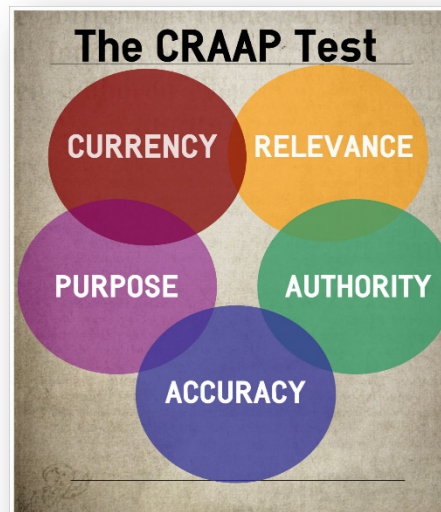 The CRAAP Test
CURRENCY
RELEVANCE
PURPOSE
AUTHORITY
ACCURACY